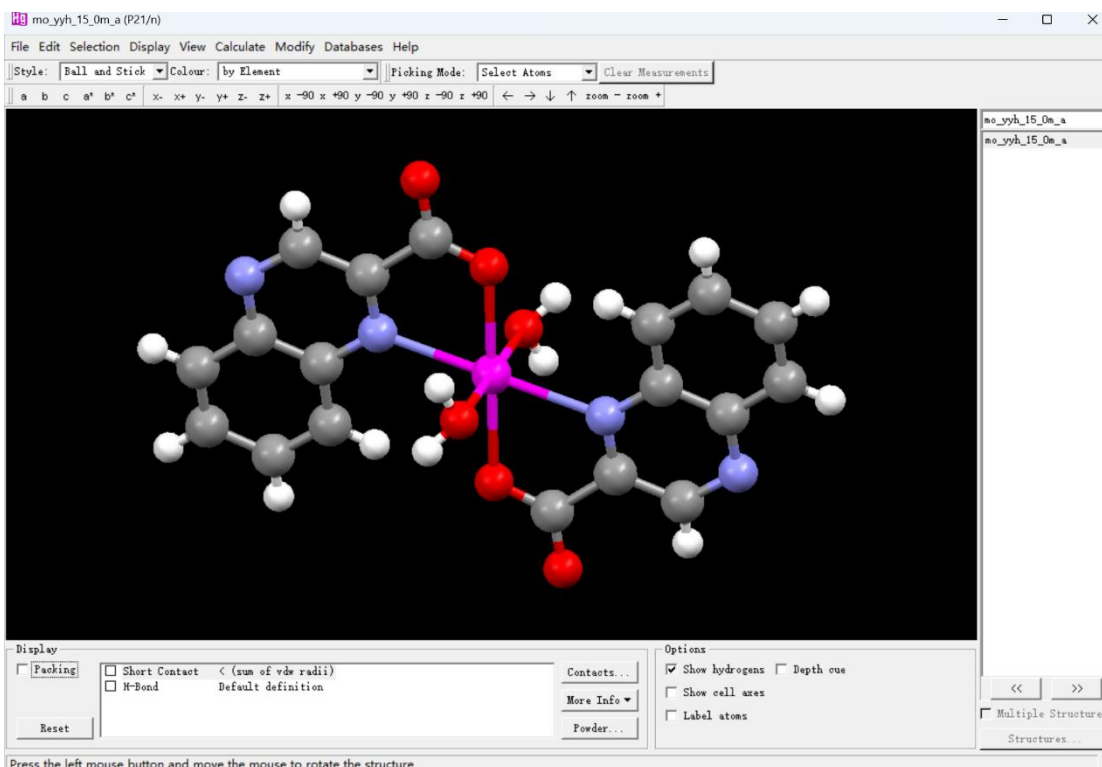 Hg mo_yyh_15_0m_a (P21/n)
File Edit Selection Display View Calculate Modify Databases Help
Style: Ball and Stick Colour: by Element Picking Mode: Select Atoms Clear Measurements
a b c a* b* c* x- x+ y- y+ z- z+ x -90 x +90 y -90 y +90 z -90 z +90 ← → ↓ ↑ zoom - zoom +
mo_yyh_15_0m_a
mo_yyh_15_0m_a
Display
Packing
Short Contact < (sum of vdw radii)
H-Bond Default definition
Reset
Contacts...
More Info
Powder...
Options
Show hydrogens Depth cue
Show cell axes
Label atoms
<< >>
Multiple Structure
Structures...
Press the left mouse button and move the mouse to rotate the structure